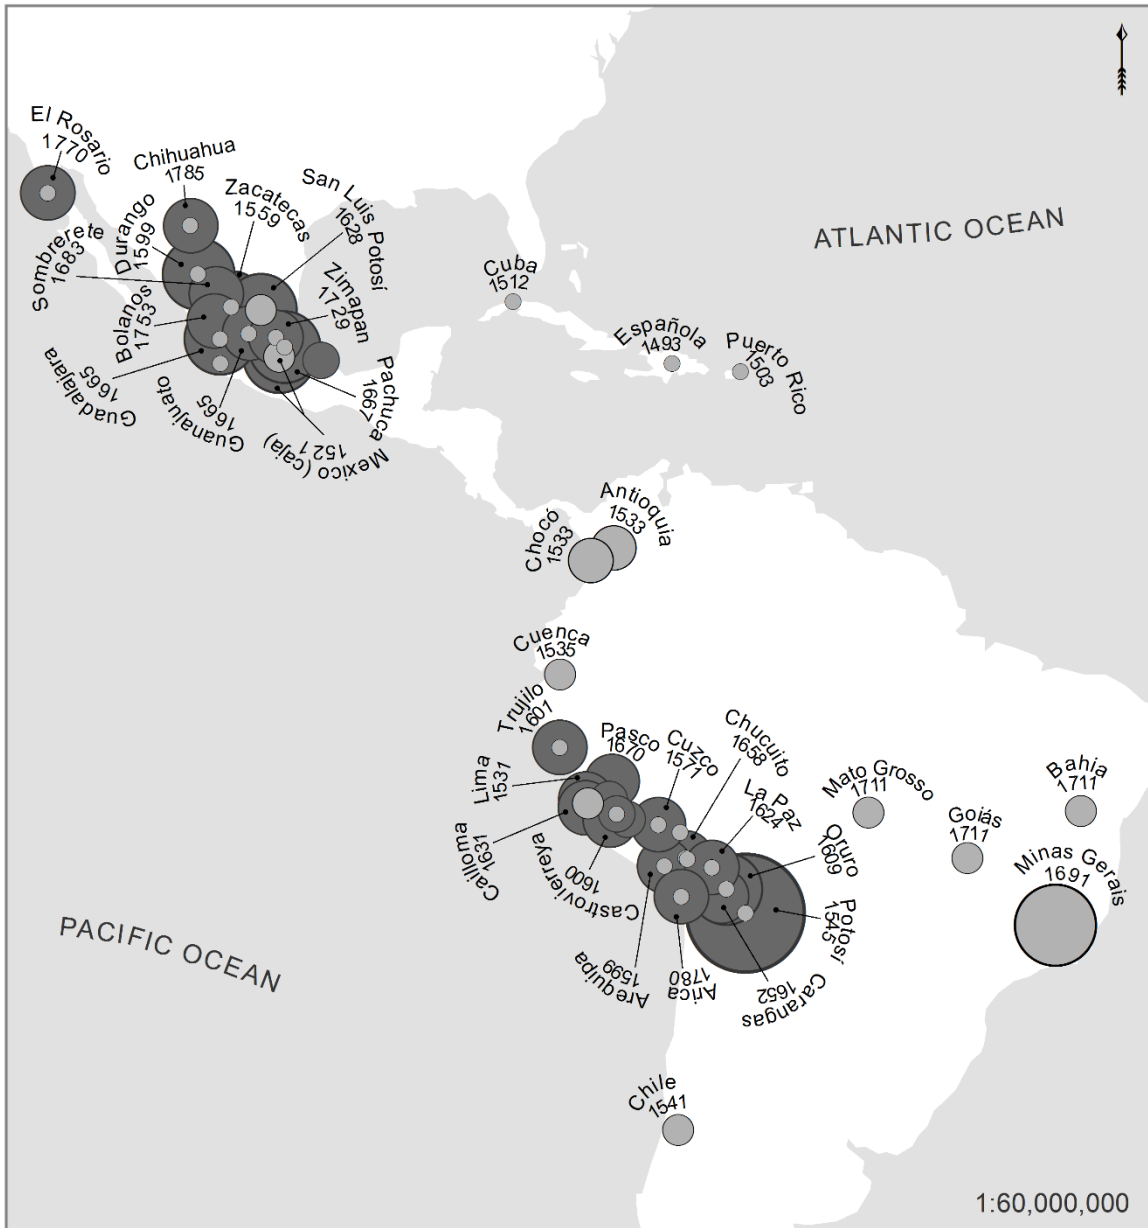 El Rosario
1770
Chihuahua
1785
Durango
1599
Sombrerete
1683
Zacatecas
1559
San Luis Potosí
1628
Zimapan
1729
Bolanos
1753
Guadalajara
1665
Guanajuato
1665
Pachuca
1667
Mexico (caja)
1521
ATLANTIC OCEAN
Cuba
1512
Española
1493
Puerto Rico
1503
Antioquia
1533
Chocó
1533
Cuenca
1535
Trujilo
1601
Pasco
1670
Cuzco
1571
Chucuito
1658
La Paz
1624
Lima
1531
Cailloma
1631
Castrovierreya
1600
Oruro
1609
Potosí
1545
Arequipa
1599
Arica
1780
Carangas
1652
Mato Grosso
1711
Goiás
1711
Bahia
1711
Minas Gerais
1691
PACIFIC OCEAN
Chile
1541
1:60,000,000